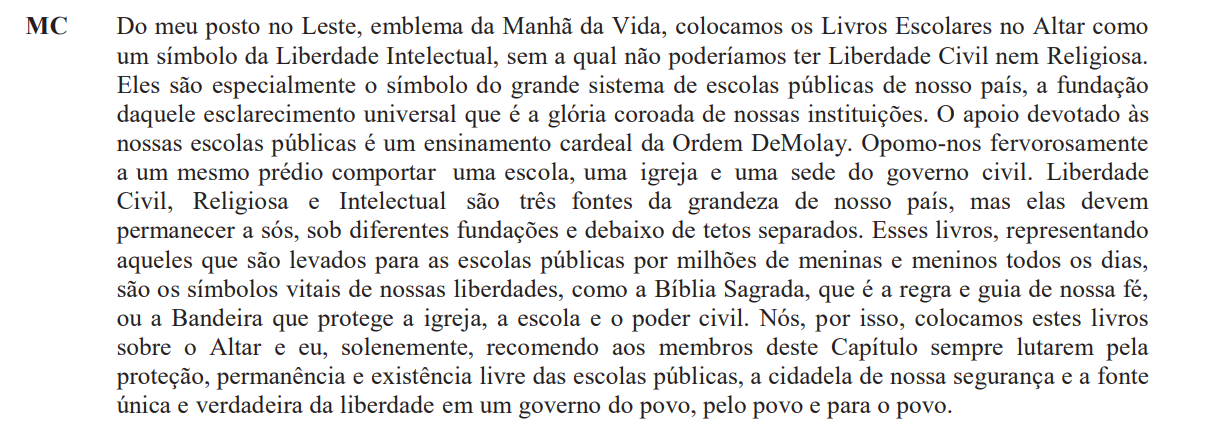 MC Do meu posto no Leste, emblema da Manhã da Vida, colocamos os Livros Escolares no Altar como
um símbolo da Liberdade Intelectual, sem a qual não poderíamos ter Liberdade Civil nem Religiosa.
Eles são especialmente o símbolo do grande sistema de escolas públicas de nosso país, a fundação
daquele esclarecimento universal que é a glória coroada de nossas instituições. O apoio devotado às
nossas escolas públicas é um ensinamento cardeal da Ordem DeMolay. Opomo-nos fervorosamente
a um mesmo prédio comportar uma escola, uma igreja e uma sede do governo civil. Liberdade
Civil, Religiosa e Intelectual são três fontes da grandeza de nosso país, mas elas devem
permanecer a sós, sob diferentes fundações e debaixo de tetos separados. Esses livros, representando
aqueles que são levados para as escolas públicas por milhões de meninas e meninos todos os dias,
são os símbolos vitais de nossas liberdades, como a Bíblia Sagrada, que é a regra e guia de nossa fé,
ou a Bandeira que protege a igreja, a escola e o poder civil. Nós, por isso, colocamos estes livros
sobre o Altar e eu, solenemente, recomendo aos membros deste Capítulo sempre lutarem pela
proteção, permanência e existência livre das escolas públicas, a cidadela de nossa segurança e a fonte
única e verdadeira da liberdade em um governo do povo, pelo povo e para o povo.